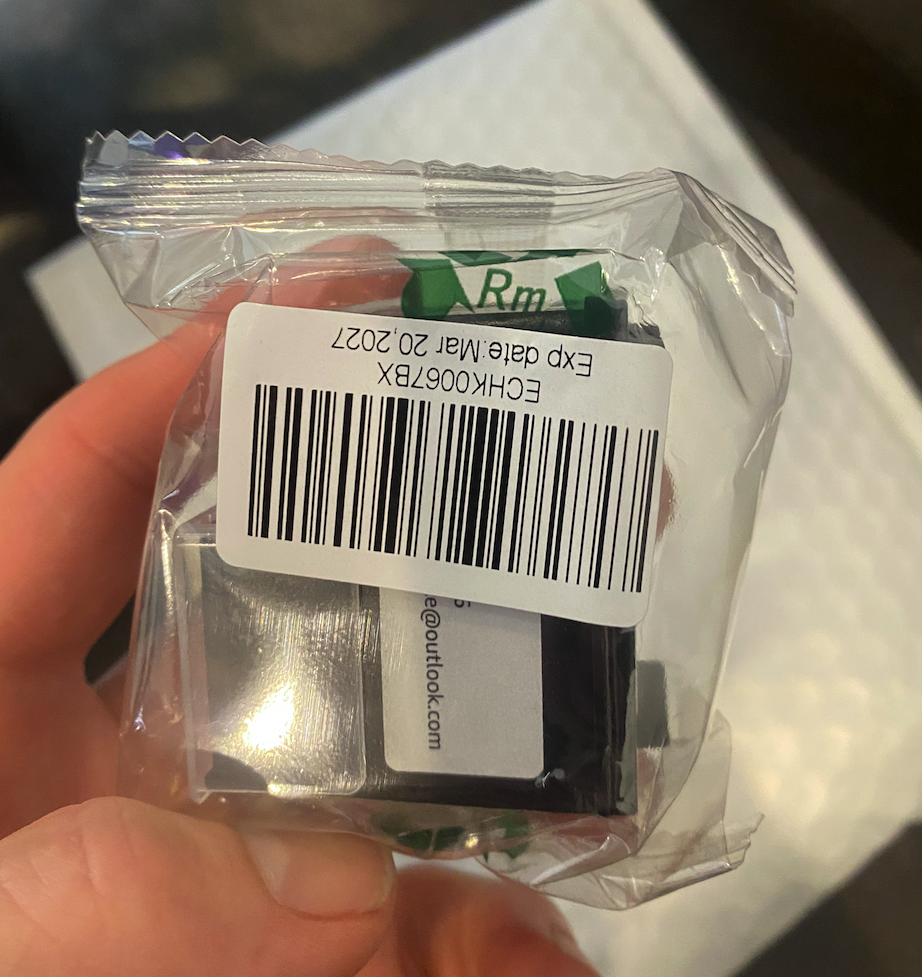 Rm
Exp date:Mar 20,2027
ECHK0067BX
e@outlook.com